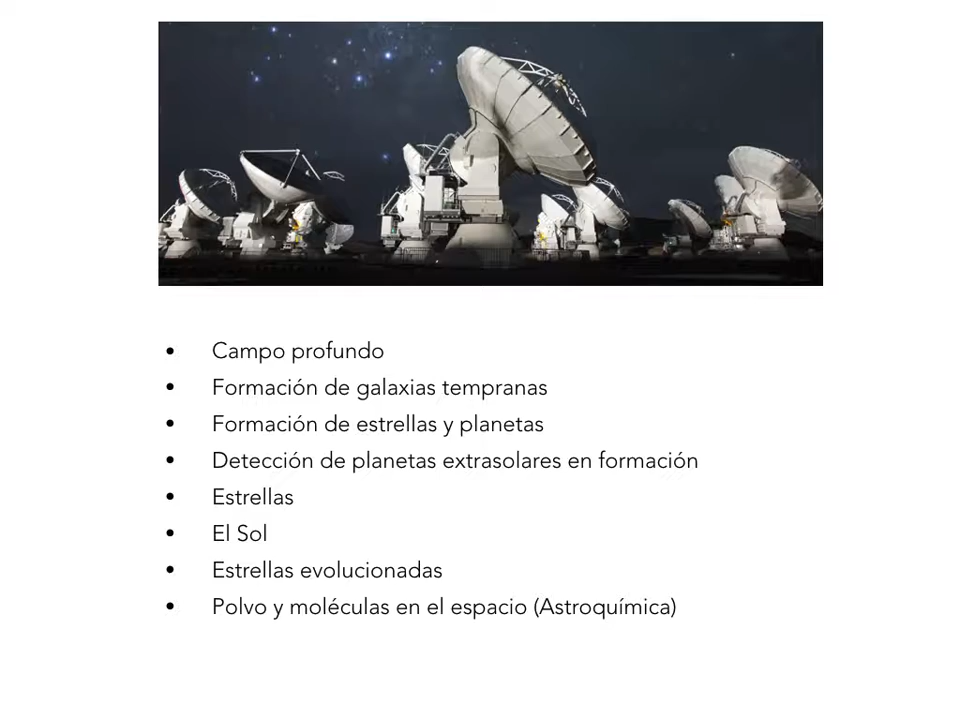 • Campo profundo
• Formación de galaxias tempranas
• Formación de estrellas y planetas
• Detección de planetas extrasolares en formación
• Estrellas
• El Sol
• Estrellas evolucionadas
• Polvo y moléculas en el espacio (Astroquímica)